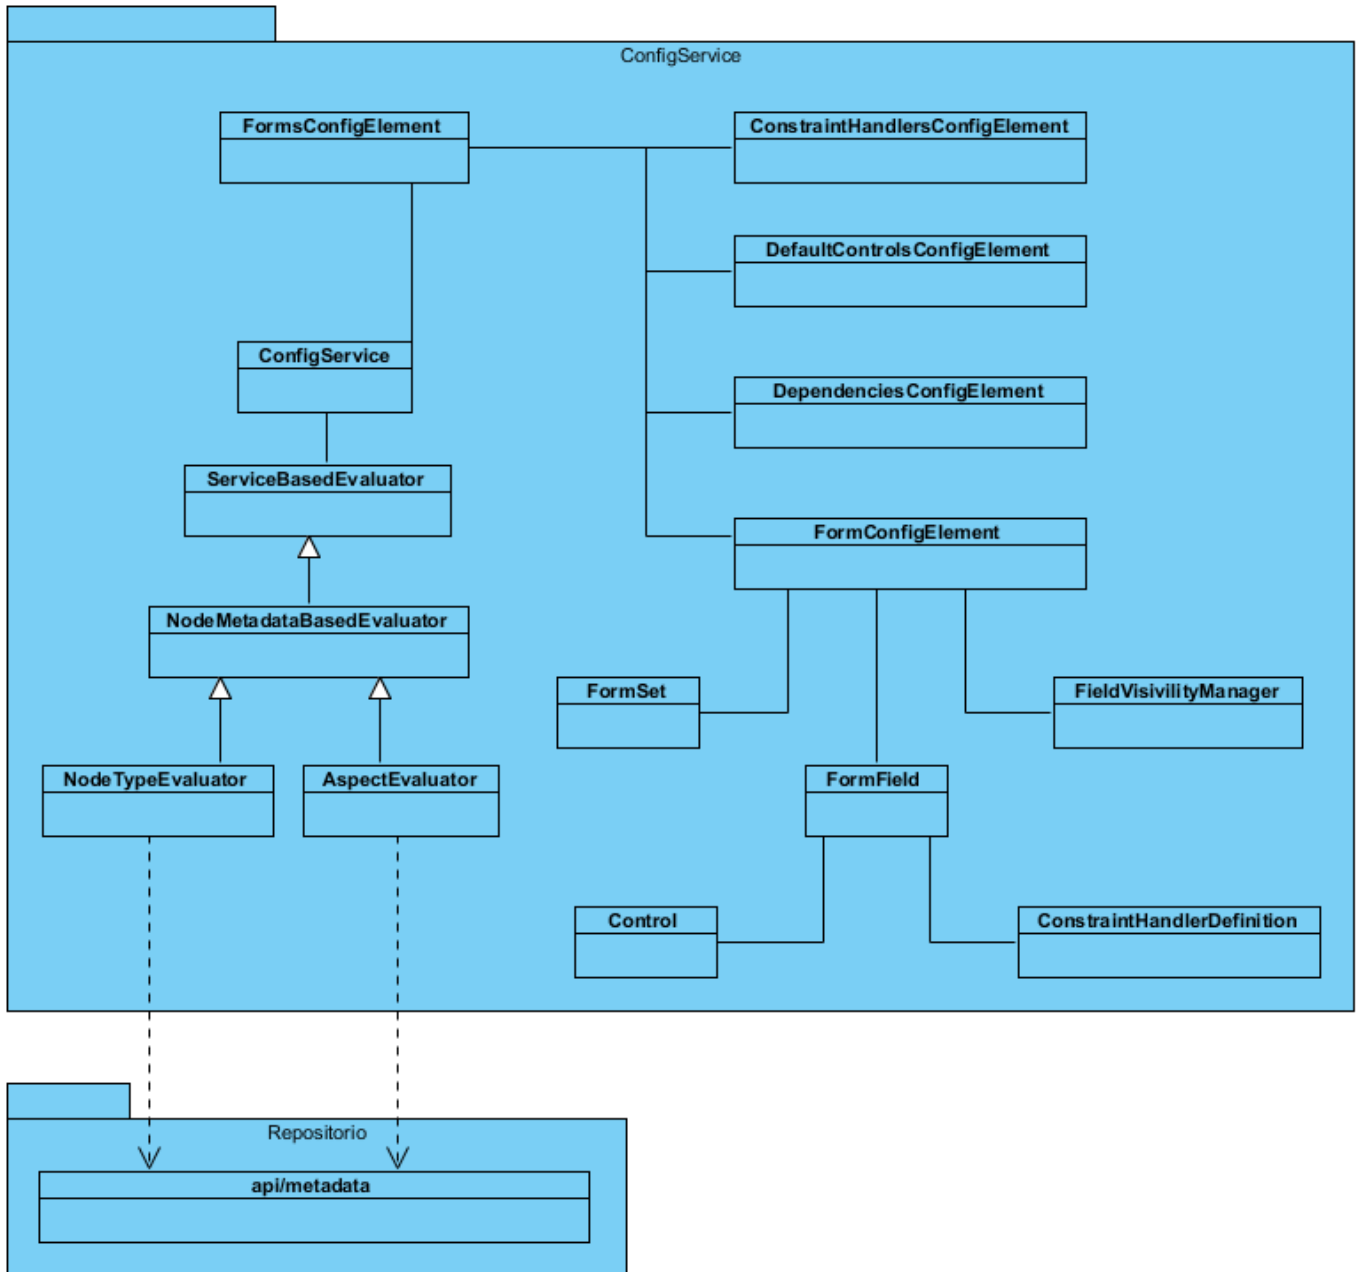 ConfigService
FormsConfigElement
ConstraintHandlersConfigElement
DefaultControlsConfigElement
ConfigService
DependenciesConfigElement
ServiceBasedEvaluator
FormConfigElement
NodeMetadataBasedEvaluator
FormSet
FieldVisivilityManager
NodeTypeEvaluator
AspectEvaluator
FormField
Control
ConstraintHandlerDefinition
Repositorio
api/metadata